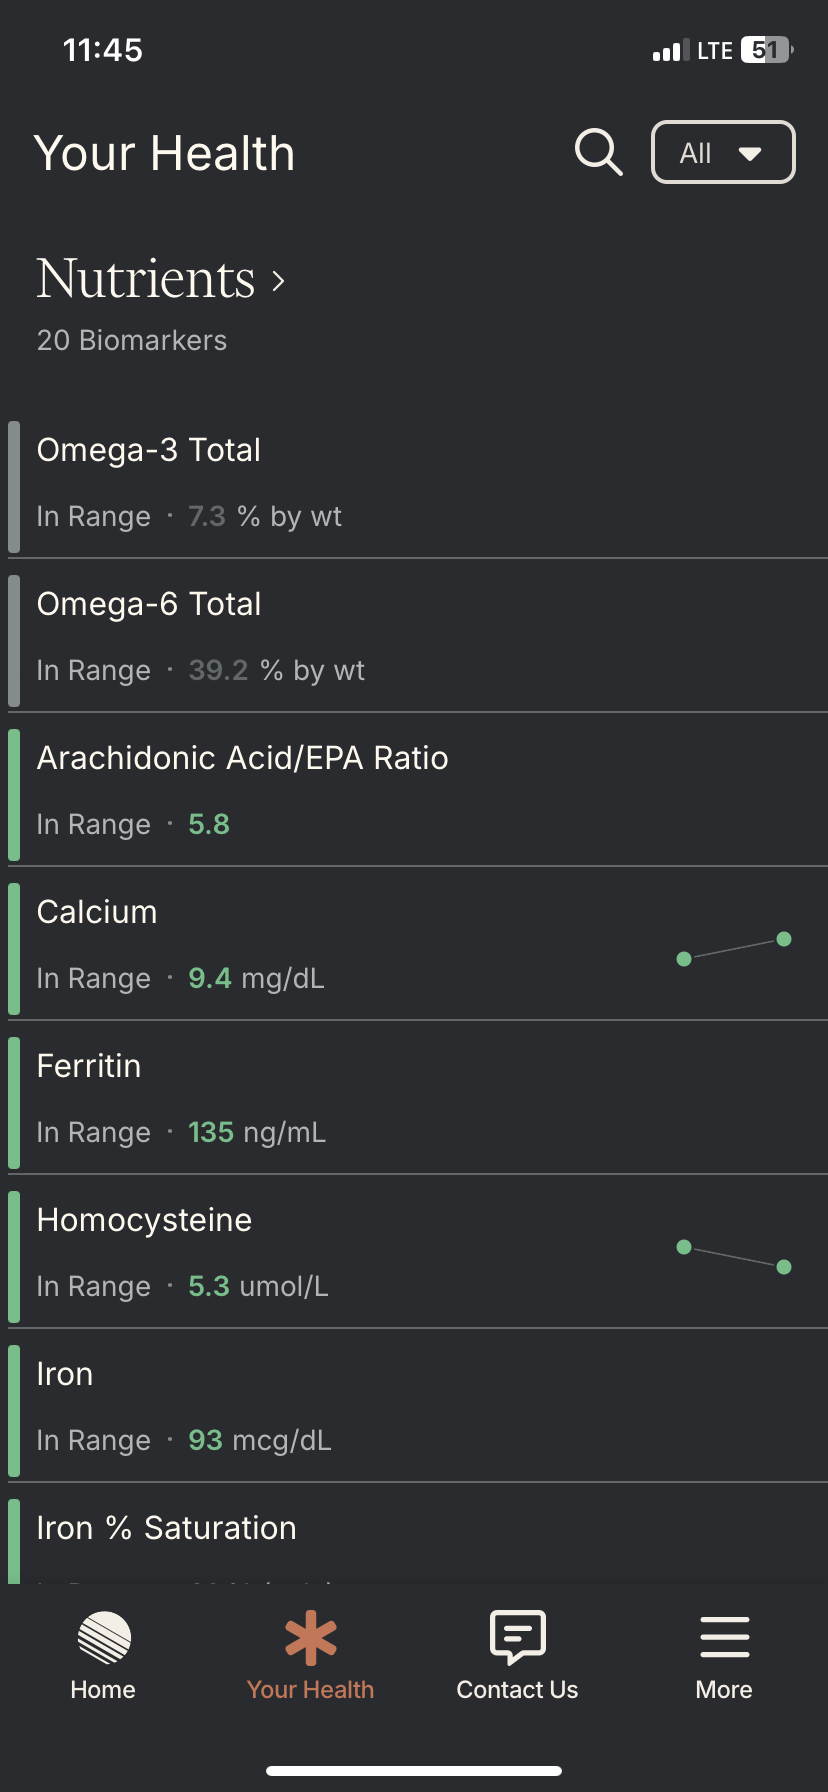 11:45
LTE 51
Your Health
All
Nutrients >
20 Biomarkers
Omega-3 Total
In Range · 7.3 % by wt
Omega-6 Total
In Range · 39.2 % by wt
Arachidonic Acid/EPA Ratio
In Range · 5.8
Calcium
In Range · 9.4 mg/dL
Ferritin
In Range · 135 ng/mL
Homocysteine
In Range · 5.3 umol/L
Iron
In Range · 93 mcg/dL
Iron % Saturation
Home
Your Health
Contact Us
More